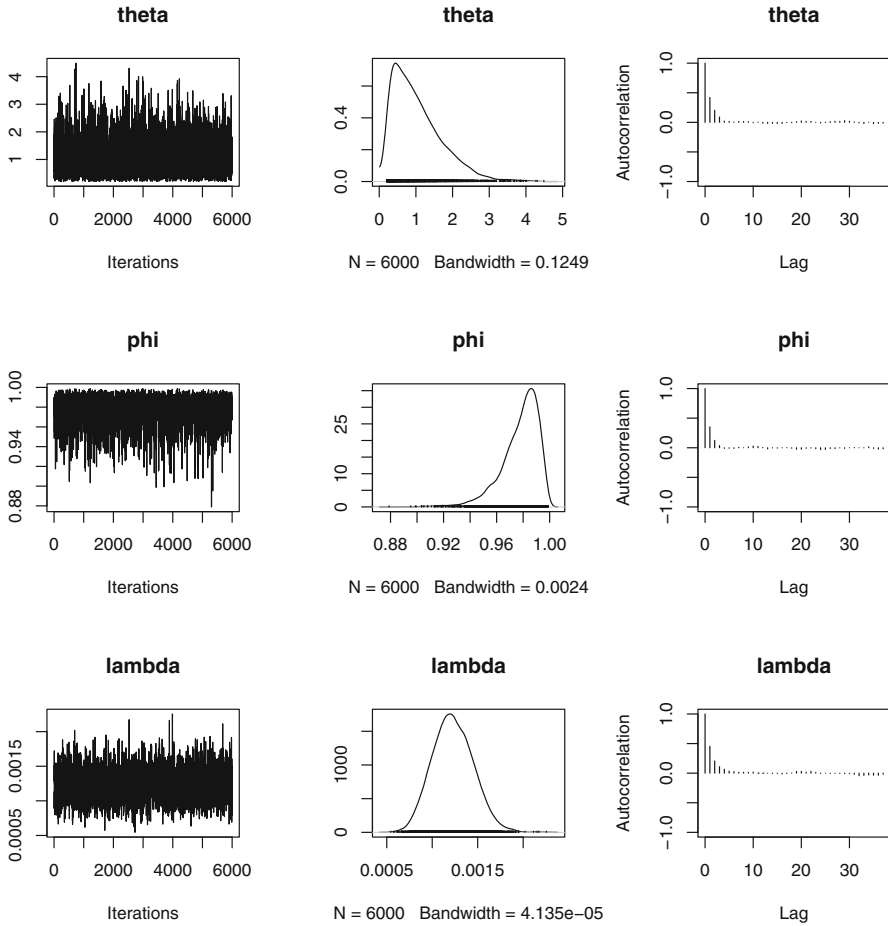 theta theta theta
1 2 3 4
0 2000 4000 6000
Iterations
0.0 0.4
0 1 2 3 4 5
N = 6000 Bandwidth = 0.1249
Autocorrelation
−1.0 0.0 1.0
0 10 20 30
Lag
phi phi phi
0.88 0.94 1.00
0 2000 4000 6000
Iterations
0 10 25
0.88 0.92 0.96 1.00
N = 6000 Bandwidth = 0.0024
Autocorrelation
−1.0 0.0 1.0
0 10 20 30
Lag
lambda lambda lambda
0.0005 0.0015
0 2000 4000 6000
Iterations
0 1000
0.0005 0.0015
N = 6000 Bandwidth = 4.135e−05
Autocorrelation
−1.0 0.0 1.0
0 10 20 30
Lag